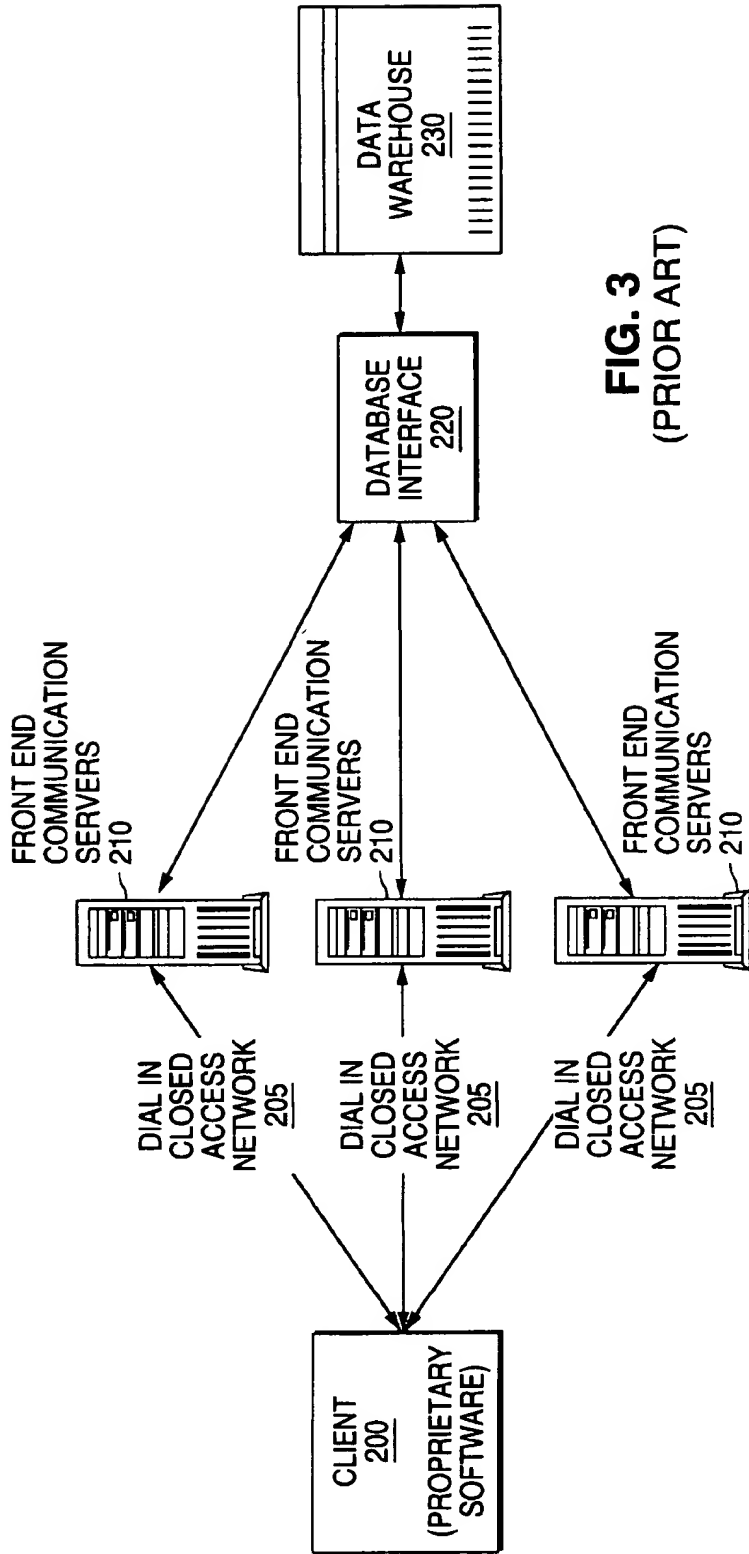 CLIENT
200
(PROPRIETARY
SOFTWARE)
DIAL IN
CLOSED
ACCESS
NETWORK
205
DIAL IN
CLOSED
ACCESS
NETWORK
205
DIAL IN
CLOSED
ACCESS
NETWORK
205
FRONT END
COMMUNICATION
SERVERS
210
FRONT END
COMMUNICATION
SERVERS
210
FRONT END
COMMUNICATION
SERVERS
210
DATABASE
INTERFACE
220
DATA
WAREHOUSE
230
FIG. 3
(PRIOR ART)